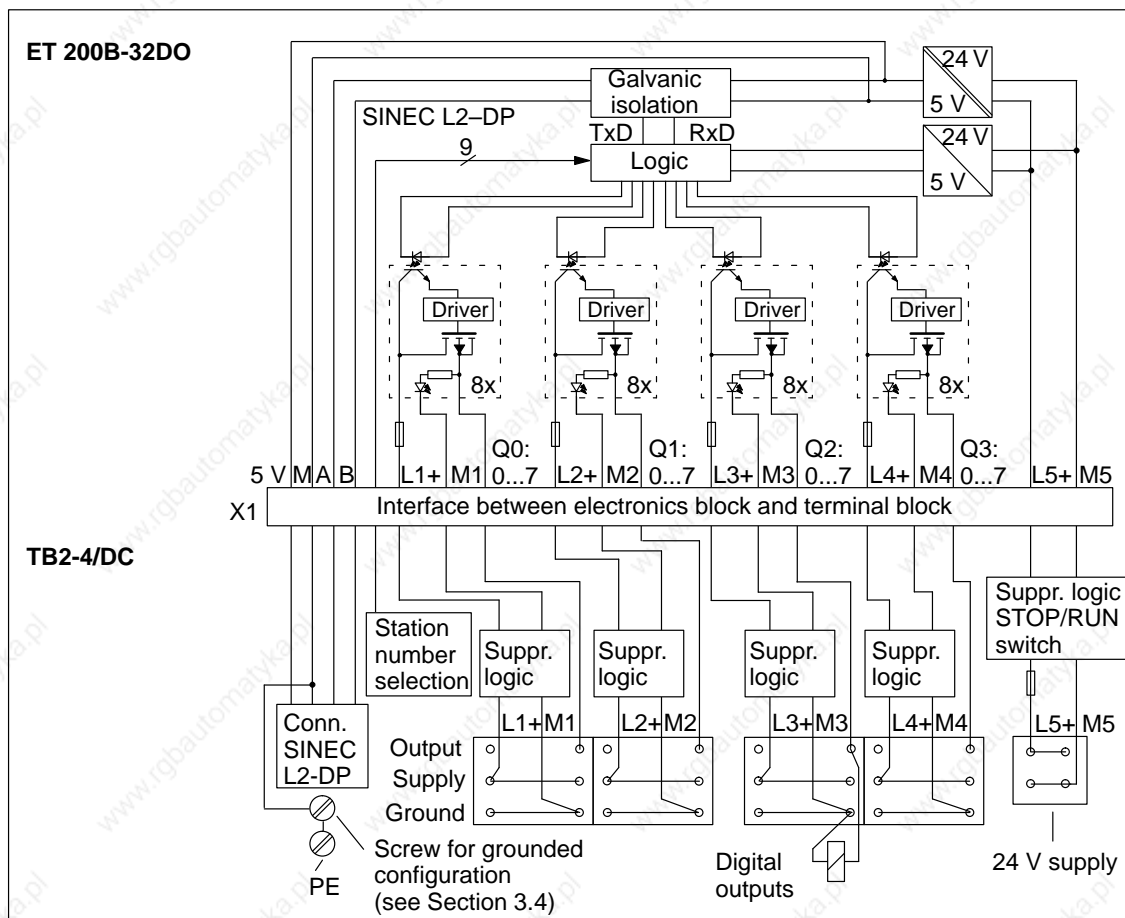 ET 200B-32DO
24 V
Galvanic
isolation
5 V
SINEC L2–DP
TxD RxD
24 V
9
Logic
5 V
Driver Driver Driver Driver
8x 8x 8x 8x
Q0: Q1: Q2: Q3:
5 V M A B L1+ M1 0...7 L2+ M2 0...7 L3+ M3 0...7 L4+ M4 0...7 L5+ M5
X1 Interface between electronics block and terminal block
TB2-4/DC
Suppr. logic
STOP/RUN
switch
Station
number
selection
Suppr.
logic
Suppr.
logic
Suppr.
logic
Suppr.
logic
L1+ M1 L2+ M2 L3+ M3 L4+ M4 L5+ M5
Conn.
SINEC
L2-DP
Output
Supply
Ground
Screw for grounded
configuration
(see Section 3.4)
PE
Digital
outputs
24 V supply
www.rgbautomatyka.pl